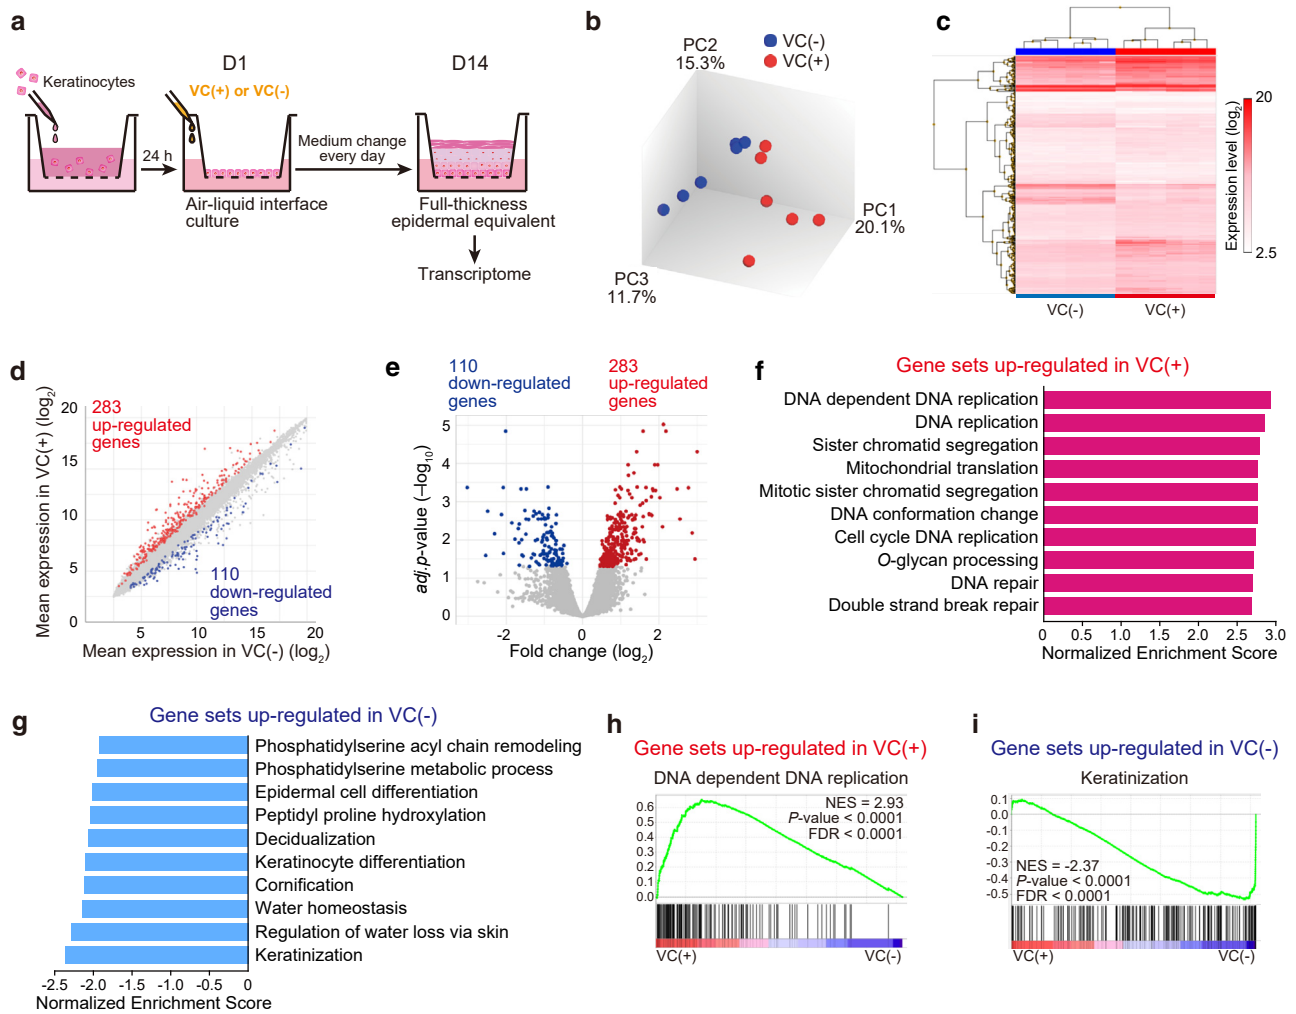 a
Keratinocytes
24 h
D1
VC(+) or VC(-)
Air-liquid interface
culture
Medium change
every day
D14
Full-thickness
epidermal equivalent
Transcriptome
b
VC(-)
VC(+)
PC2
15.3%
PC1
20.1%
PC3
11.7%
c
20
Expression level (log2)
2.5
VC(-)
VC(+)
d
Mean expression in VC(+) (log2)
20
15
10
5
0
283
up-regulated
genes
110
down-regulated
genes
5
10
15
20
Mean expression in VC(-) (log2)
e
110
down-regulated
genes
283
up-regulated
genes
adj.p-value (–log10)
5
4
3
2
1
0
-2
0
2
Fold change (log2)
f
Gene sets up-regulated in VC(+)
DNA dependent DNA replication
DNA replication
Sister chromatid segregation
Mitochondrial translation
Mitotic sister chromatid segregation
DNA conformation change
Cell cycle DNA replication
O-glycan processing
DNA repair
Double strand break repair
0
0.5
1.0
1.5
2.0
2.5
3.0
Normalized Enrichment Score
g
Gene sets up-regulated in VC(-)
Phosphatidylserine acyl chain remodeling
Phosphatidylserine metabolic process
Epidermal cell differentiation
Peptidyl proline hydroxylation
Decidualization
Keratinocyte differentiation
Cornification
Water homeostasis
Regulation of water loss via skin
Keratinization
-2.5
-2.0
-1.5
-1.0
-0.5
0
Normalized Enrichment Score
h
Gene sets up-regulated in VC(+)
DNA dependent DNA replication
0.6
0.5
0.4
0.3
0.2
0.1
0.0
NES = 2.93
P-value < 0.0001
FDR < 0.0001
VC(+)
VC(-)
i
Gene sets up-regulated in VC(-)
Keratinization
0.1
0.0
-0.1
-0.2
-0.3
-0.4
-0.5
NES = -2.37
P-value < 0.0001
FDR < 0.0001
VC(+)
VC(-)